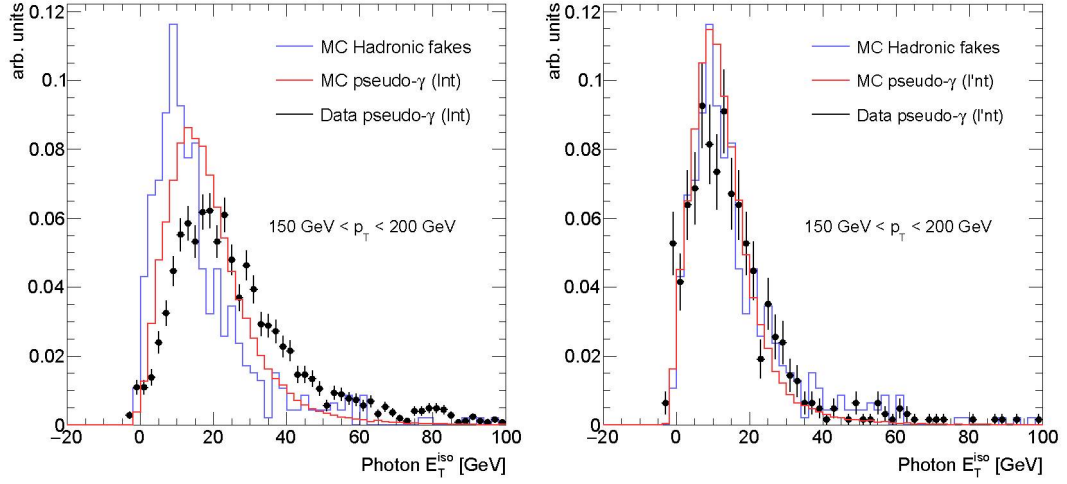 arb. units
0.12
0.1
0.08
0.06
0.04
0.02
0
MC Hadronic fakes
MC pseudo-γ (Int)
Data pseudo-γ (Int)
150 GeV < p_T < 200 GeV
−20 0 20 40 60 80 100
Photon E_T^iso [GeV]
arb. units
0.12
0.1
0.08
0.06
0.04
0.02
0
MC Hadronic fakes
MC pseudo-γ (l'nt)
Data pseudo-γ (l'nt)
150 GeV < p_T < 200 GeV
−20 0 20 40 60 80 100
Photon E_T^iso [GeV]